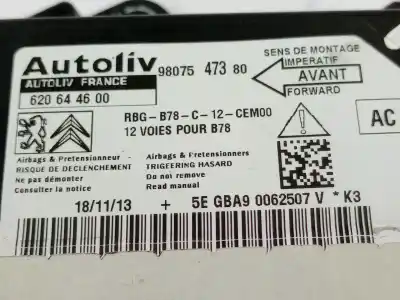 Autoliv
AUTOLIV FRANCE
620 64 46 00
98075 473 80
SENS DE MONTAGE
IMPERATIF
AVANT
FORWARD
RBG-B78-C-12-CEM00
12 VOIES POUR B78
AC
Airbags & Pretensionneur -
RISQUE DE DECLENCHEMENT
Ne pas démonter
Consulter la notice
Airbags & Pretensioner
TRIGEERING HASARD
Do not remove
Read manual
18/11/13 + 5E GBA9 0062507 V * K3